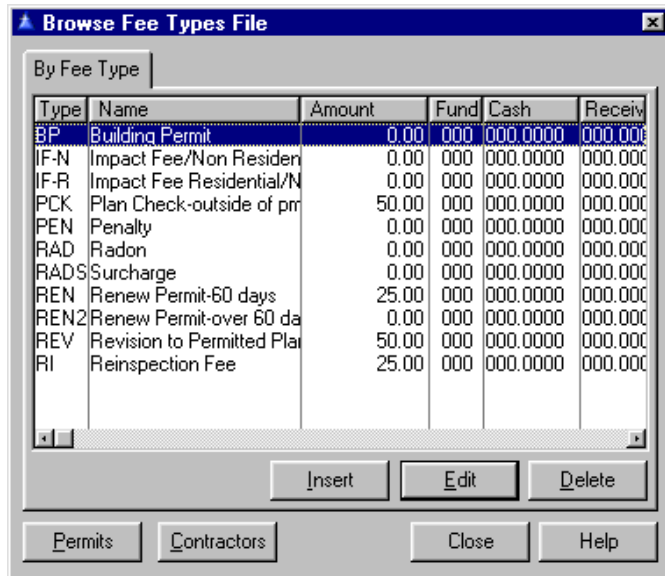 Browse Fee Types File
By Fee Type
Type Name Amount Fund Cash Receiv
BP Building Permit 0.00 000 000.0000 000.000
IF-N Impact Fee/Non Residen 0.00 000 000.0000 000.000
IF-R Impact Fee Residential/N 0.00 000 000.0000 000.000
PCK Plan Check-outside of pm 50.00 000 000.0000 000.000
PEN Penalty 0.00 000 000.0000 000.000
RAD Radon 0.00 000 000.0000 000.000
RADS Surcharge 0.00 000 000.0000 000.000
REN Renew Permit-60 days 25.00 000 000.0000 000.000
REN2 Renew Permit-over 60 da 0.00 000 000.0000 000.000
REV Revision to Permitted Plan 50.00 000 000.0000 000.000
RI Reinspection Fee 25.00 000 000.0000 000.000
Insert Edit Delete
Permits Contractors Close Help